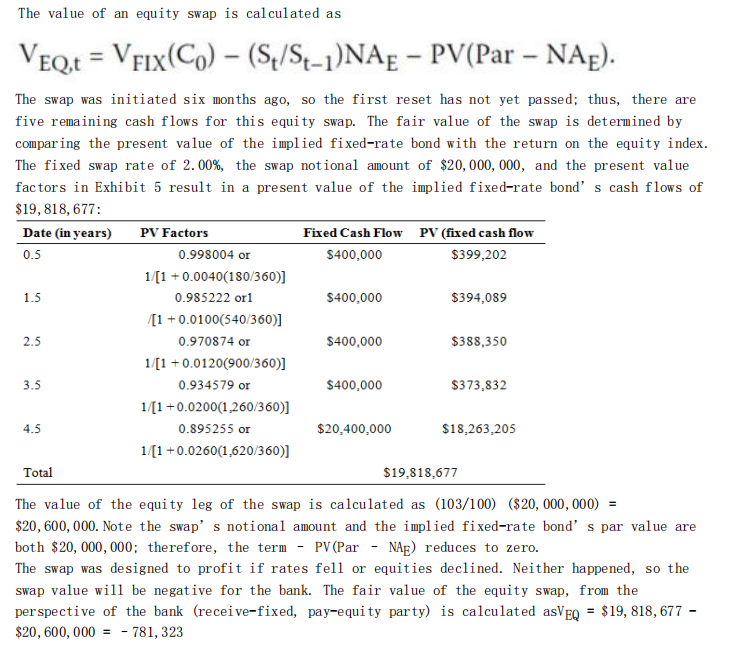 The value of an equity swap is calculated as
V_EQ,t = V_FIX(C_0) – (S_t/S_t–1)NA_E – PV(Par – NA_E).
The swap was initiated six months ago, so the first reset has not yet passed; thus, there are
five remaining cash flows for this equity swap. The fair value of the swap is determined by
comparing the present value of the implied fixed-rate bond with the return on the equity index.
The fixed swap rate of 2.00%, the swap notional amount of $20,000,000, and the present value
factors in Exhibit 5 result in a present value of the implied fixed-rate bond's cash flows of
$19,818,677:
Date (in years) PV Factors Fixed Cash Flow PV (fixed cash flow
0.5 0.998004 or $400,000 $399,202
1/[1 + 0.0040(180/360)]
1.5 0.985222 or1 $400,000 $394,089
/[1 + 0.0100(540/360)]
2.5 0.970874 or $400,000 $388,350
1/[1 + 0.0120(900/360)]
3.5 0.934579 or $400,000 $373,832
1/[1 + 0.0200(1,260/360)]
4.5 0.895255 or $20,400,000 $18,263,205
1/[1 + 0.0260(1,620/360)]
Total $19,818,677
The value of the equity leg of the swap is calculated as (103/100) ($20,000,000) =
$20,600,000. Note the swap's notional amount and the implied fixed-rate bond's par value are
both $20,000,000; therefore, the term - PV(Par - NA_E) reduces to zero.
The swap was designed to profit if rates fell or equities declined. Neither happened, so the
swap value will be negative for the bank. The fair value of the equity swap, from the
perspective of the bank (receive-fixed, pay-equity party) is calculated asV_EQ = $19,818,677 -
$20,600,000 = -781,323